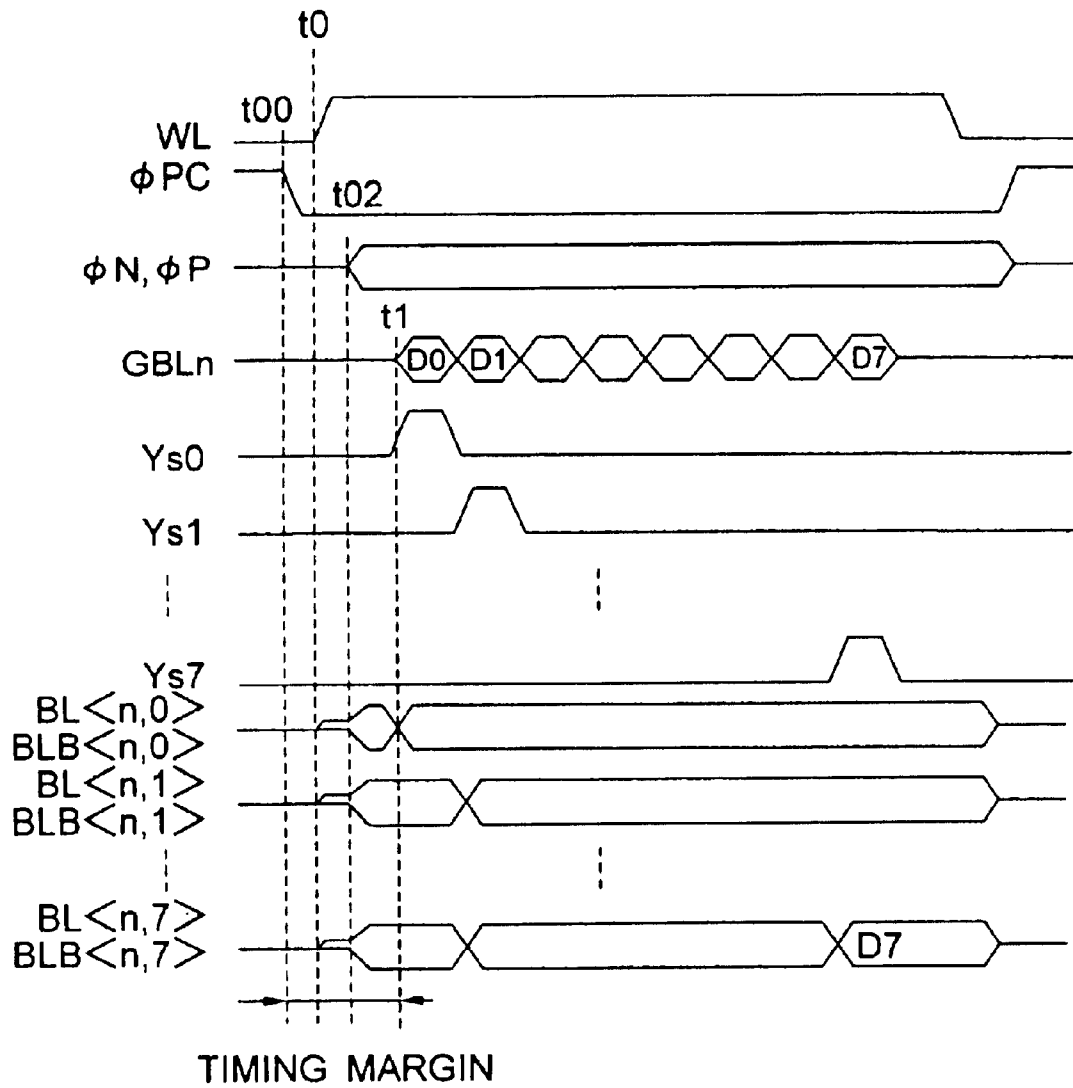 t0
t00
WL
ϕPC
t02
ϕN, ϕP
t1
GBLn
D0
D1
D7
Ys0
Ys1
Ys7
BL<n,0>
BLB<n,0>
BL<n,1>
BLB<n,1>
BL<n,7>
BLB<n,7>
D7
TIMING MARGIN